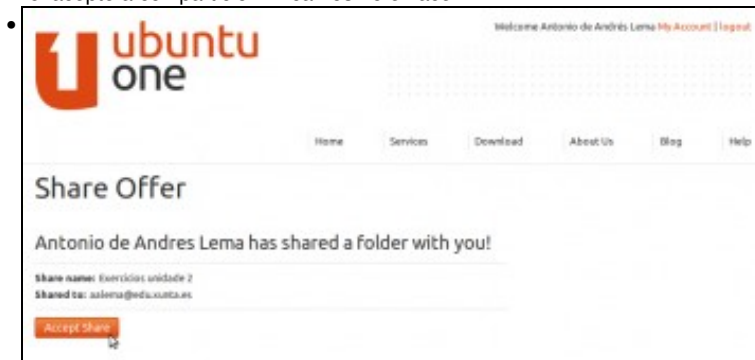 Welcome Antonio de Andrés Lema My Account | logout
ubuntu
one
Home Services Download About Us Blog Help
Share Offer
Antonio de Andres Lema has shared a folder with you!
Share name: Exercicios unidade 2
Shared to: aalema@edu.xunta.es
Accept Share